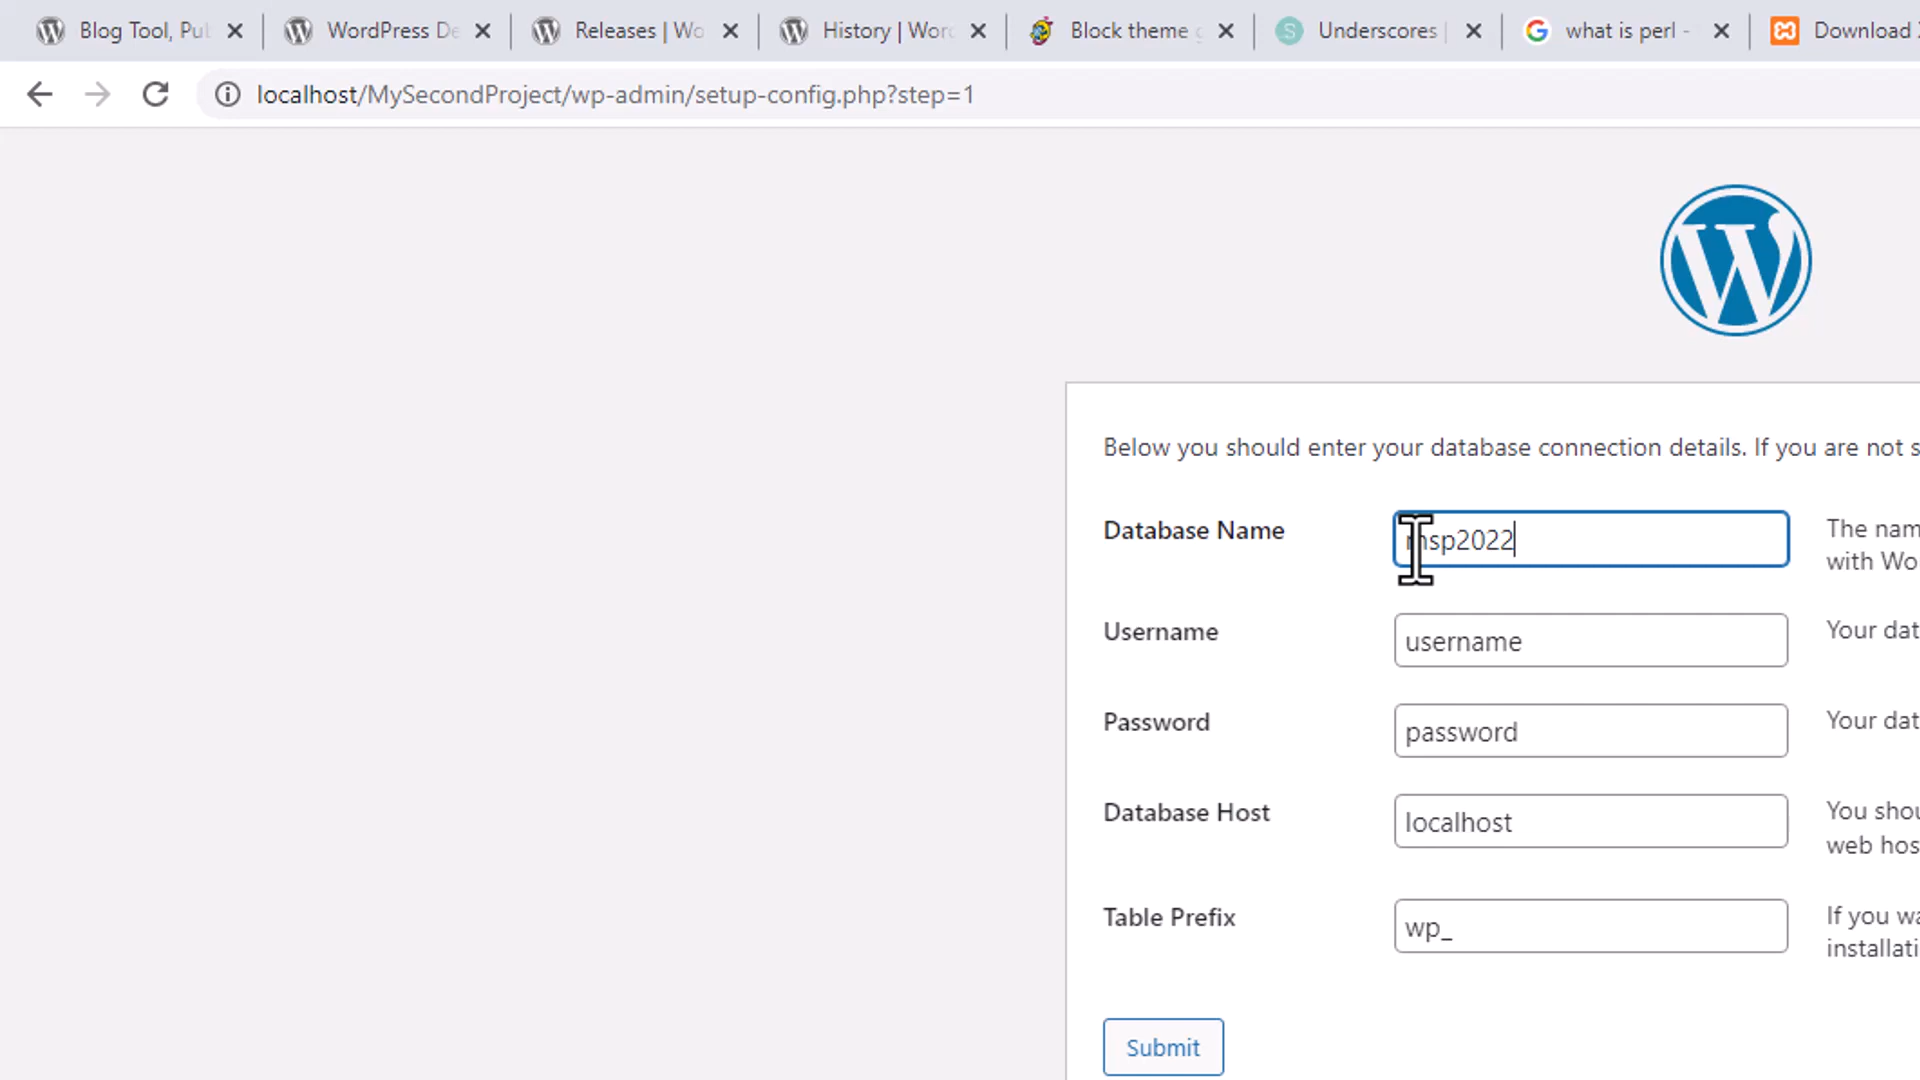 Blog Tool, Pu
WordPress De
Releases | Wo
History | Word
Block theme g
Underscores |
what is perl -
Download
localhost/MySecondProject/wp-admin/setup-config.php?step=1
Below you should enter your database connection details. If you are not s
Database Name
msp2022
The nam
with Wo
Username
username
Your dat
Password
password
Your dat
Database Host
localhost
You shou
web hos
Table Prefix
wp_
If you wa
installati
Submit